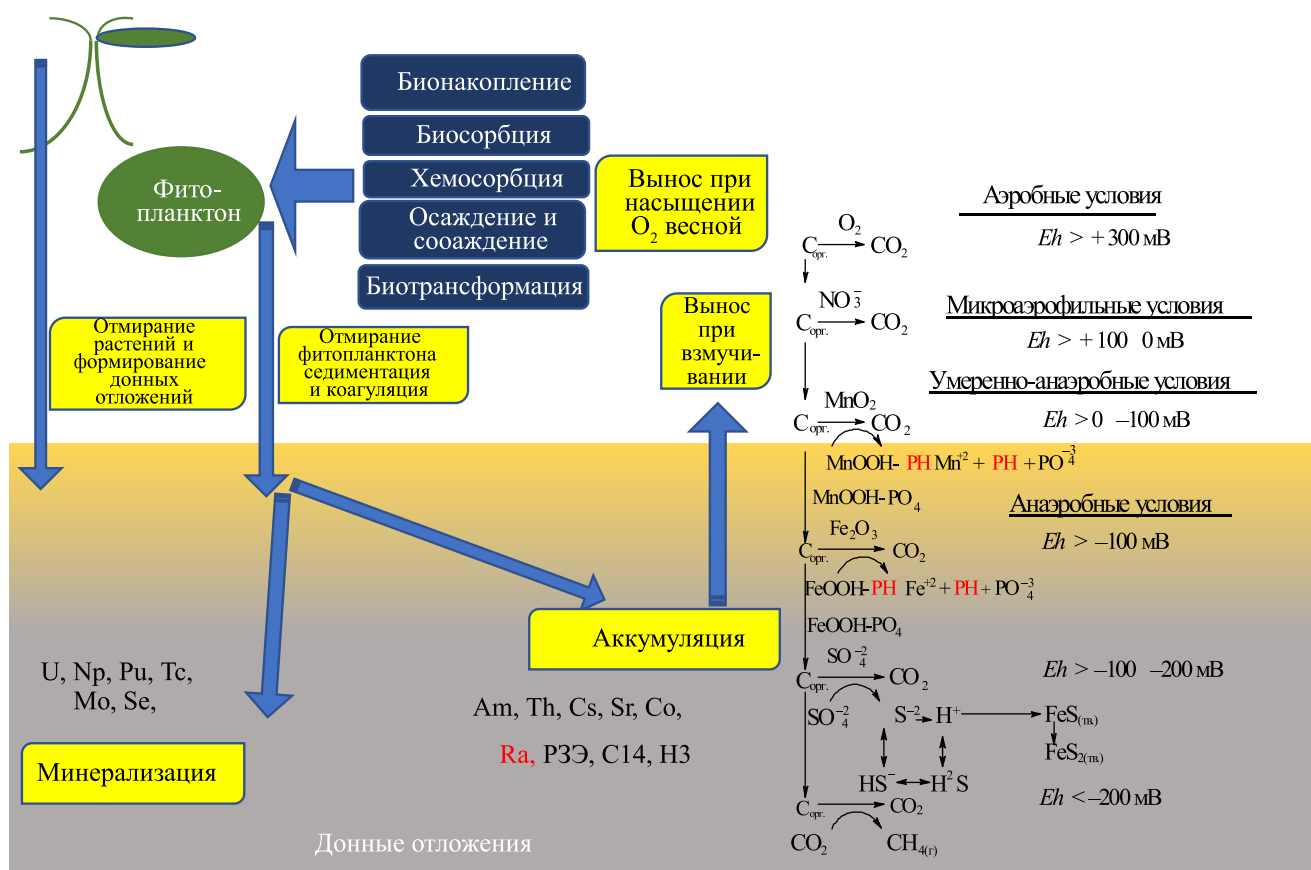 Бионакопление
Биосорбция
Хемосорбция
Осаждение и
сооаждение
Биотрансформация
Фито-
планктон
Вынос при
насыщении
O₂ весной
Вынос
при
взмучи-
вании
Отмирание
растений и
формирование
донных
отложений
Отмирание
фитопланктона
седиментация
и коагуляция
Аккумуляция
U, Np, Pu, Tc,
Mo, Se,
Минерализация
Am, Th, Cs, Sr, Co,
Ra, РЗЭ, C14, H3
Донные отложения
Аэробные условия
Eh > +300 мВ
O₂
Cорг. CO₂
Микроаэрофильные условия
Eh > +100 0 мВ
NO₃⁻
Cорг. CO₂
Умеренно-анаэробные условия
Eh >0 –100 мВ
MnO₂
Cорг. CO₂
MnOOH- PH Mn⁺² + PH + PO₄⁻³
MnOOH-PO₄
Анаэробные условия
Eh > –100 мВ
Fe₂O₃
Cорг. CO₂
FeOOH-PH Fe⁺² + PH + PO₄⁻³
FeOOH-PO₄
SO₄⁻²
Cорг. CO₂
Eh > –100 –200 мВ
SO₄⁻² S⁻² H⁺ FeS(тв.)
FeS₂(тв.)
HS⁻ H² S
Eh < –200 мВ
Cорг. CO₂
CO₂ CH₄(г)